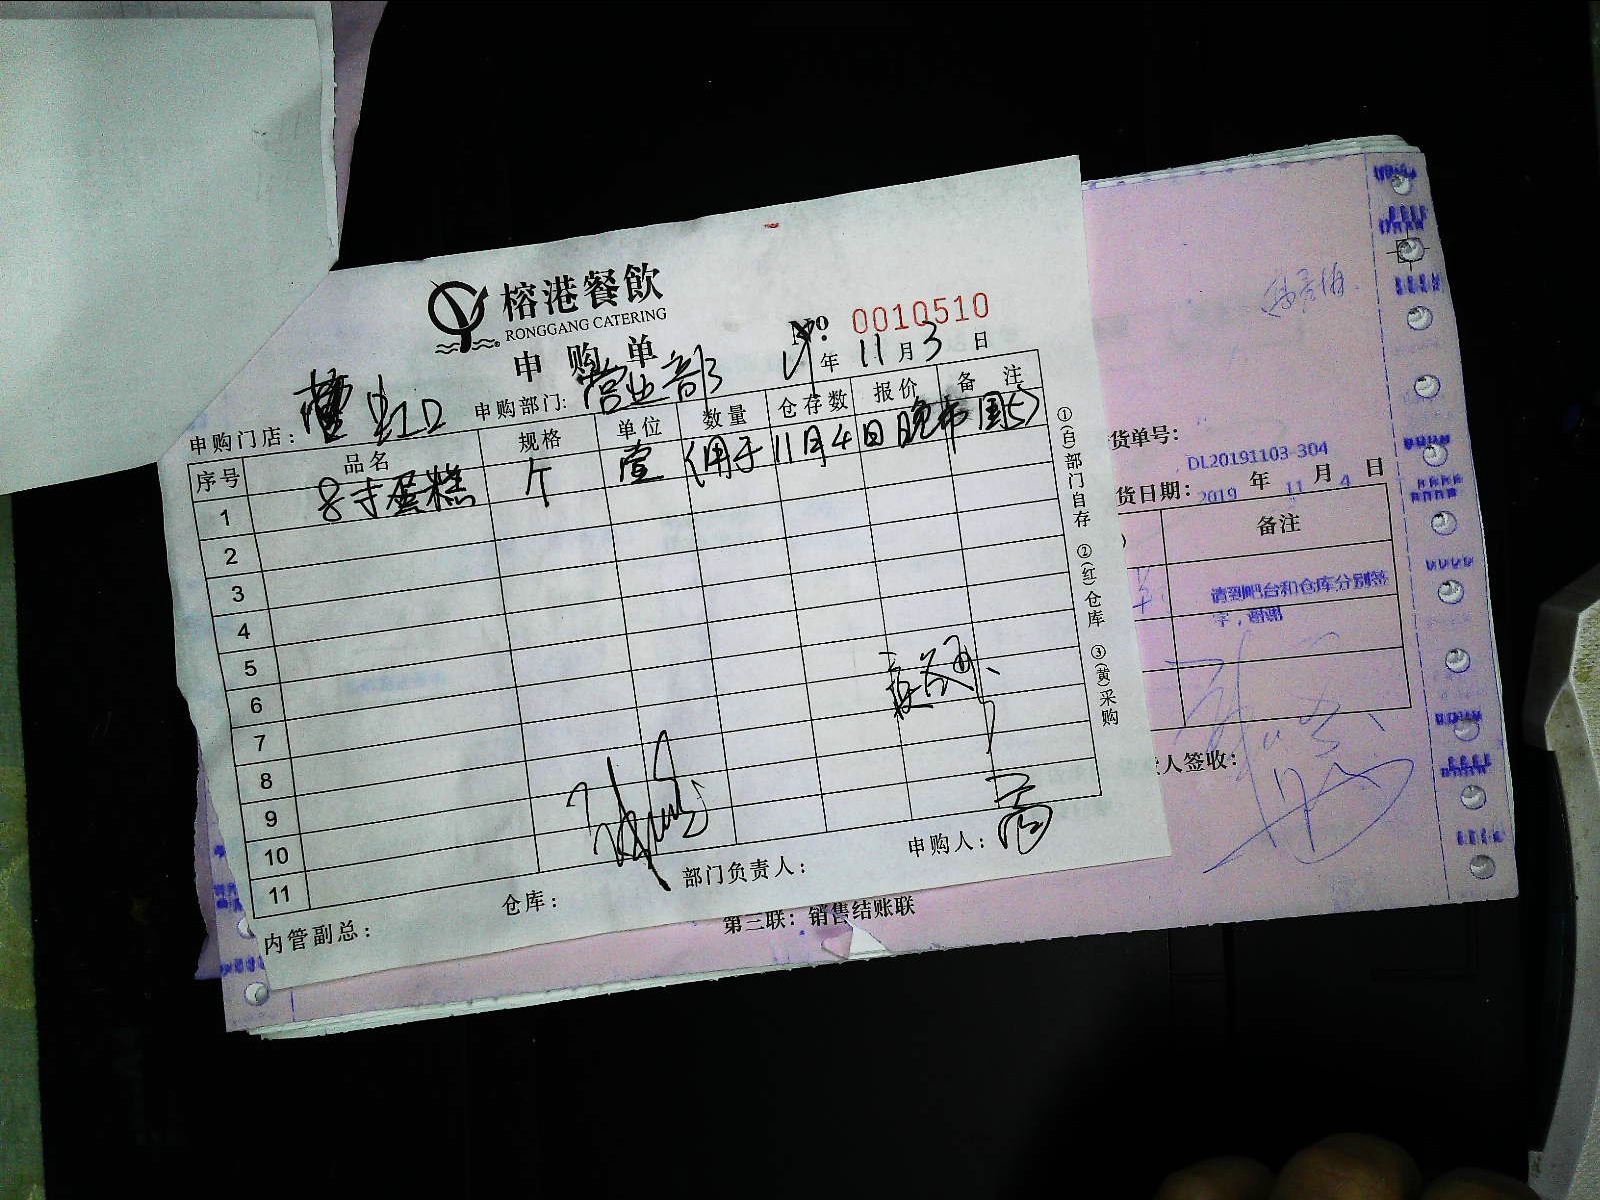 榕港餐飲
RONGGANG CATERING
申购单
№ 0010510
年 11月3日
申购门店： 虹口 申购部门：营业部
序号 品名 规格 单位 数量 仓存数 报价 备注
1 8寸蛋糕 个 壹 (用于11月4日晚市
2
3
4
5
6
7
8
9
10
11
内管副总： 仓库： 部门负责人： 申购人：
①(白)部门自存 ②(红)仓库 ③(黄)采购
货单号： DL20191103-304
货日期： 2019 年 11 月 4 日
备注
请到吧台和仓库分别签
字，谢谢
人签收：
第三联：销售结账联